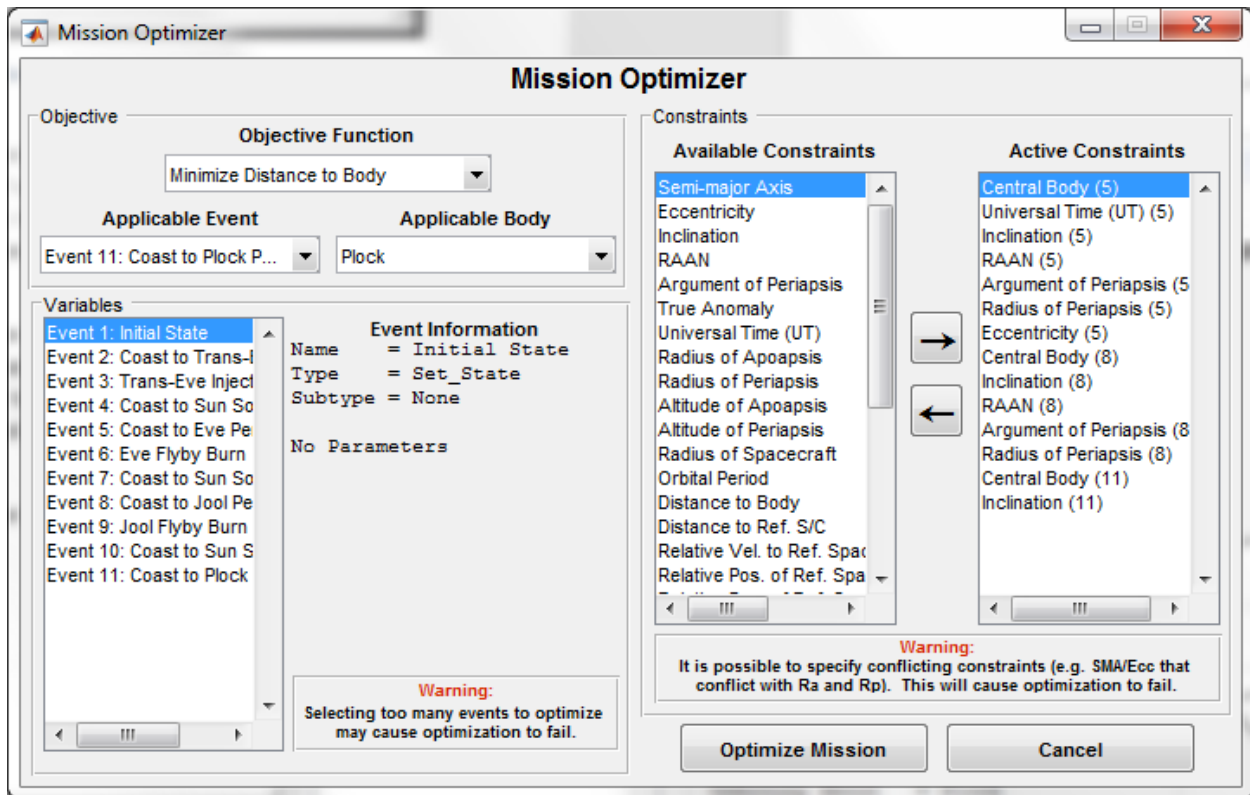 Mission Optimizer
Mission Optimizer
Objective
Objective Function
Minimize Distance to Body
Applicable Event
Applicable Body
Event 11: Coast to Plock P...
Plock
Variables
Event 1: Initial State
Event 2: Coast to Trans-E
Event 3: Trans-Eve Inject
Event 4: Coast to Sun So
Event 5: Coast to Eve Pe
Event 6: Eve Flyby Burn
Event 7: Coast to Sun So
Event 8: Coast to Jool Pe
Event 9: Jool Flyby Burn
Event 10: Coast to Sun S
Event 11: Coast to Plock
Event Information
Name = Initial State
Type = Set_State
Subtype = None
No Parameters
Warning:
Selecting too many events to optimize
may cause optimization to fail.
Constraints
Available Constraints
Semi-major Axis
Eccentricity
Inclination
RAAN
Argument of Periapsis
True Anomaly
Universal Time (UT)
Radius of Apoapsis
Radius of Periapsis
Altitude of Apoapsis
Altitude of Periapsis
Radius of Spacecraft
Orbital Period
Distance to Body
Distance to Ref. S/C
Relative Vel. to Ref. Spac
Relative Pos. of Ref. Spa
→
←
Active Constraints
Central Body (5)
Universal Time (UT) (5)
Inclination (5)
RAAN (5)
Argument of Periapsis (5
Radius of Periapsis (5)
Eccentricity (5)
Central Body (8)
Inclination (8)
RAAN (8)
Argument of Periapsis (8
Radius of Periapsis (8)
Central Body (11)
Inclination (11)
Warning:
It is possible to specify conflicting constraints (e.g. SMA/Ecc that
conflict with Ra and Rp). This will cause optimization to fail.
Optimize Mission
Cancel